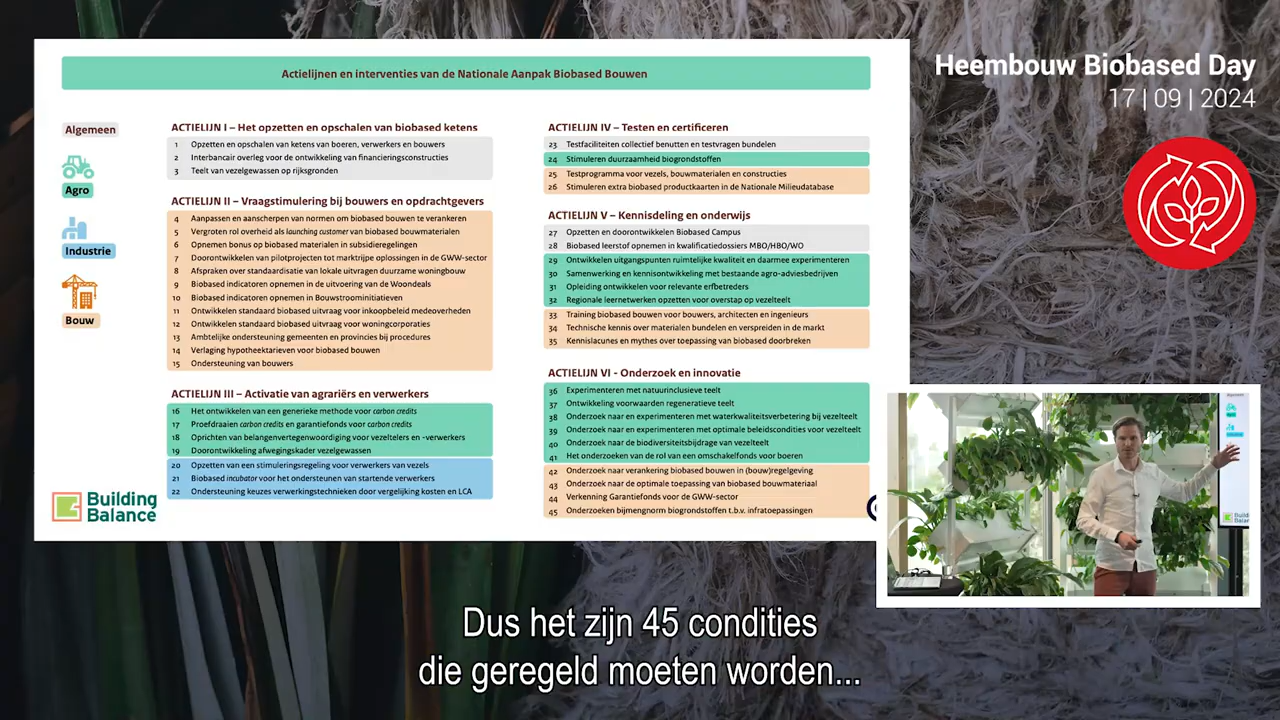 Actielijnen en interventies van de Nationale Aanpak Biobased Bouwen
Heembouw Biobased Day
17 | 09 | 2024
Algemeen
Agro
Industrie
Bouw
ACTIELIJN I – Het opzetten en opschalen van biobased ketens
1 Opzetten en opschalen van ketens van boeren, verwerkers en bouwers
2 Interbancair overleg voor de ontwikkeling van financieringsconstructies
3 Teelt van vezelgewassen op rijksgronden
ACTIELIJN II – Vraagstimulering bij bouwers en opdrachtgevers
4 Aanpassen en aanscherpen van normen om biobased bouwen te verankeren
5 Vergroten rol overheid als launching customer van biobased bouwmaterialen
6 Opnemen bonus op biobased materialen in subsidieregelingen
7 Doorontwikkelen van pilotprojecten tot marktrijpe oplossingen in de GWW-sector
8 Afspraken over standaardisatie van lokale uitvragen duurzame woningbouw
9 Biobased indicatoren opnemen in de uitvoering van de Woondeals
10 Biobased indicatoren opnemen in Bouwstroominitiatieven
11 Ontwikkelen standaard biobased uitvraag voor inkoopbeleid medeoverheden
12 Ontwikkelen standaard biobased uitvraag voor woningcorporaties
13 Ambtelijke ondersteuning gemeenten en provincies bij procedures
14 Verlaging hypotheektarieven voor biobased bouwen
15 Ondersteuning van bouwers
ACTIELIJN III – Activatie van agrariërs en verwerkers
16 Het ontwikkelen van een generieke methode voor carbon credits
17 Proefdraaien carbon credits en garantiefonds voor carbon credits
18 Oprichten van belangenvertegenwoordiging voor vezeltelers en -verwerkers
19 Doorontwikkeling afwegingskader vezelgewassen
20 Opzetten van een stimuleringsregeling voor verwerkers van vezels
21 Biobased incubator voor het ondersteunen van startende verwerkers
22 Ondersteuning keuzes verwerkingstechnieken door vergelijking kosten en LCA
ACTIELIJN IV – Testen en certificeren
23 Testfaciliteiten collectief benutten en testvragen bundelen
24 Stimuleren duurzaamheid biogrondstoffen
25 Testprogramma voor vezels, bouwmaterialen en constructies
26 Stimuleren extra biobased productkaarten in de Nationale Milieudatabase
ACTIELIJN V – Kennisdeling en onderwijs
27 Opzetten en doorontwikkelen Biobased Campus
28 Biobased leerstof opnemen in kwalificatiedossiers MBO/HBO/WO
29 Ontwikkelen uitgangspunten ruimtelijke kwaliteit en daarmee experimenteren
30 Samenwerking en kennisontwikkeling met bestaande agro-adviesbedrijven
31 Opleiding ontwikkelen voor relevante erfbetreders
32 Regionale leernetwerken opzetten voor overstap op vezelteelt
33 Training biobased bouwen voor bouwers, architecten en ingenieurs
34 Technische kennis over materialen bundelen en verspreiden in de markt
35 Kennislacunes en mythes over toepassing van biobased doorbreken
ACTIELIJN VI - Onderzoek en innovatie
36 Experimenteren met natuurinclusieve teelt
37 Ontwikkeling voorwaarden regeneratieve teelt
38 Onderzoek naar en experimenteren met waterkwaliteitsverbetering bij vezelteelt
39 Onderzoek naar en experimenteren met optimale beleidscondities voor vezelteelt
40 Onderzoek naar de biodiversiteitsbijdrage van vezelteelt
41 Het onderzoeken van de rol van een omschakelfonds voor boeren
42 Onderzoek naar verankering biobased bouwen in (bouw)regelgeving
43 Onderzoek naar de optimale toepassing van biobased bouwmateriaal
44 Verkenning Garantiefonds voor de GWW-sector
45 Onderzoeken bijmengnorm biogrondstoffen t.b.v. infratoepassingen
Building
Balance
Dus het zijn 45 condities
die geregeld moeten worden...